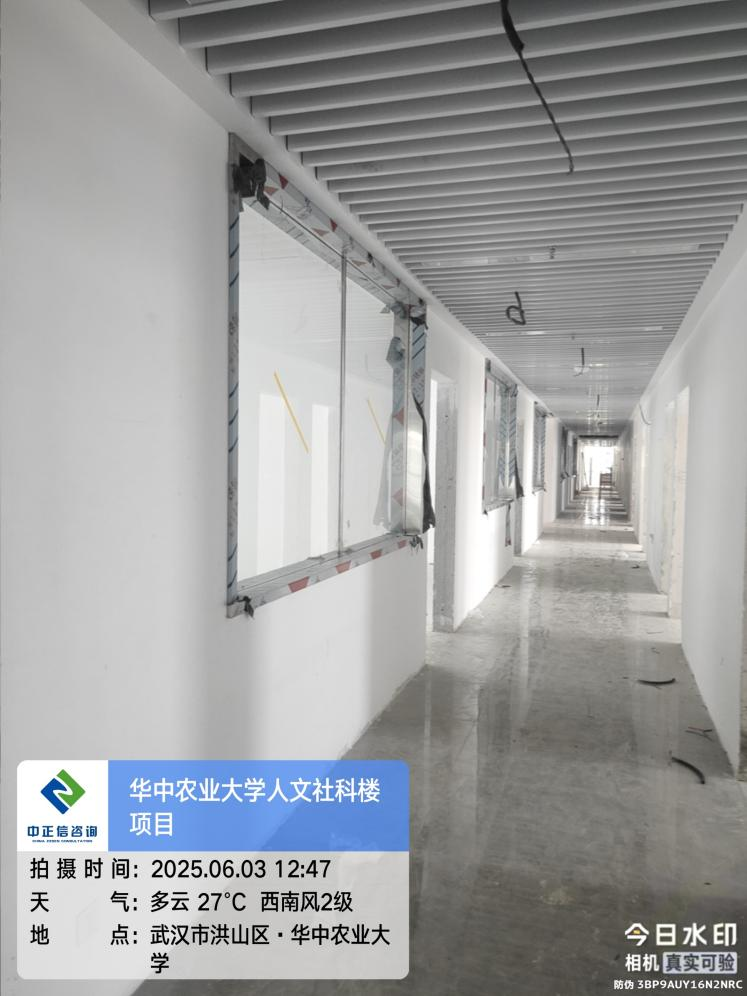 中正信咨询
CHINA ZEXIN CONSULTATION
华中农业大学人文社科楼
项目
拍摄时间：2025.06.03 12:47
天气：多云 27°C 西南风2级
地点：武汉市洪山区·华中农业大
学
今日水印
相机 真实可验
防伪 3BP9AUY16N2NRC